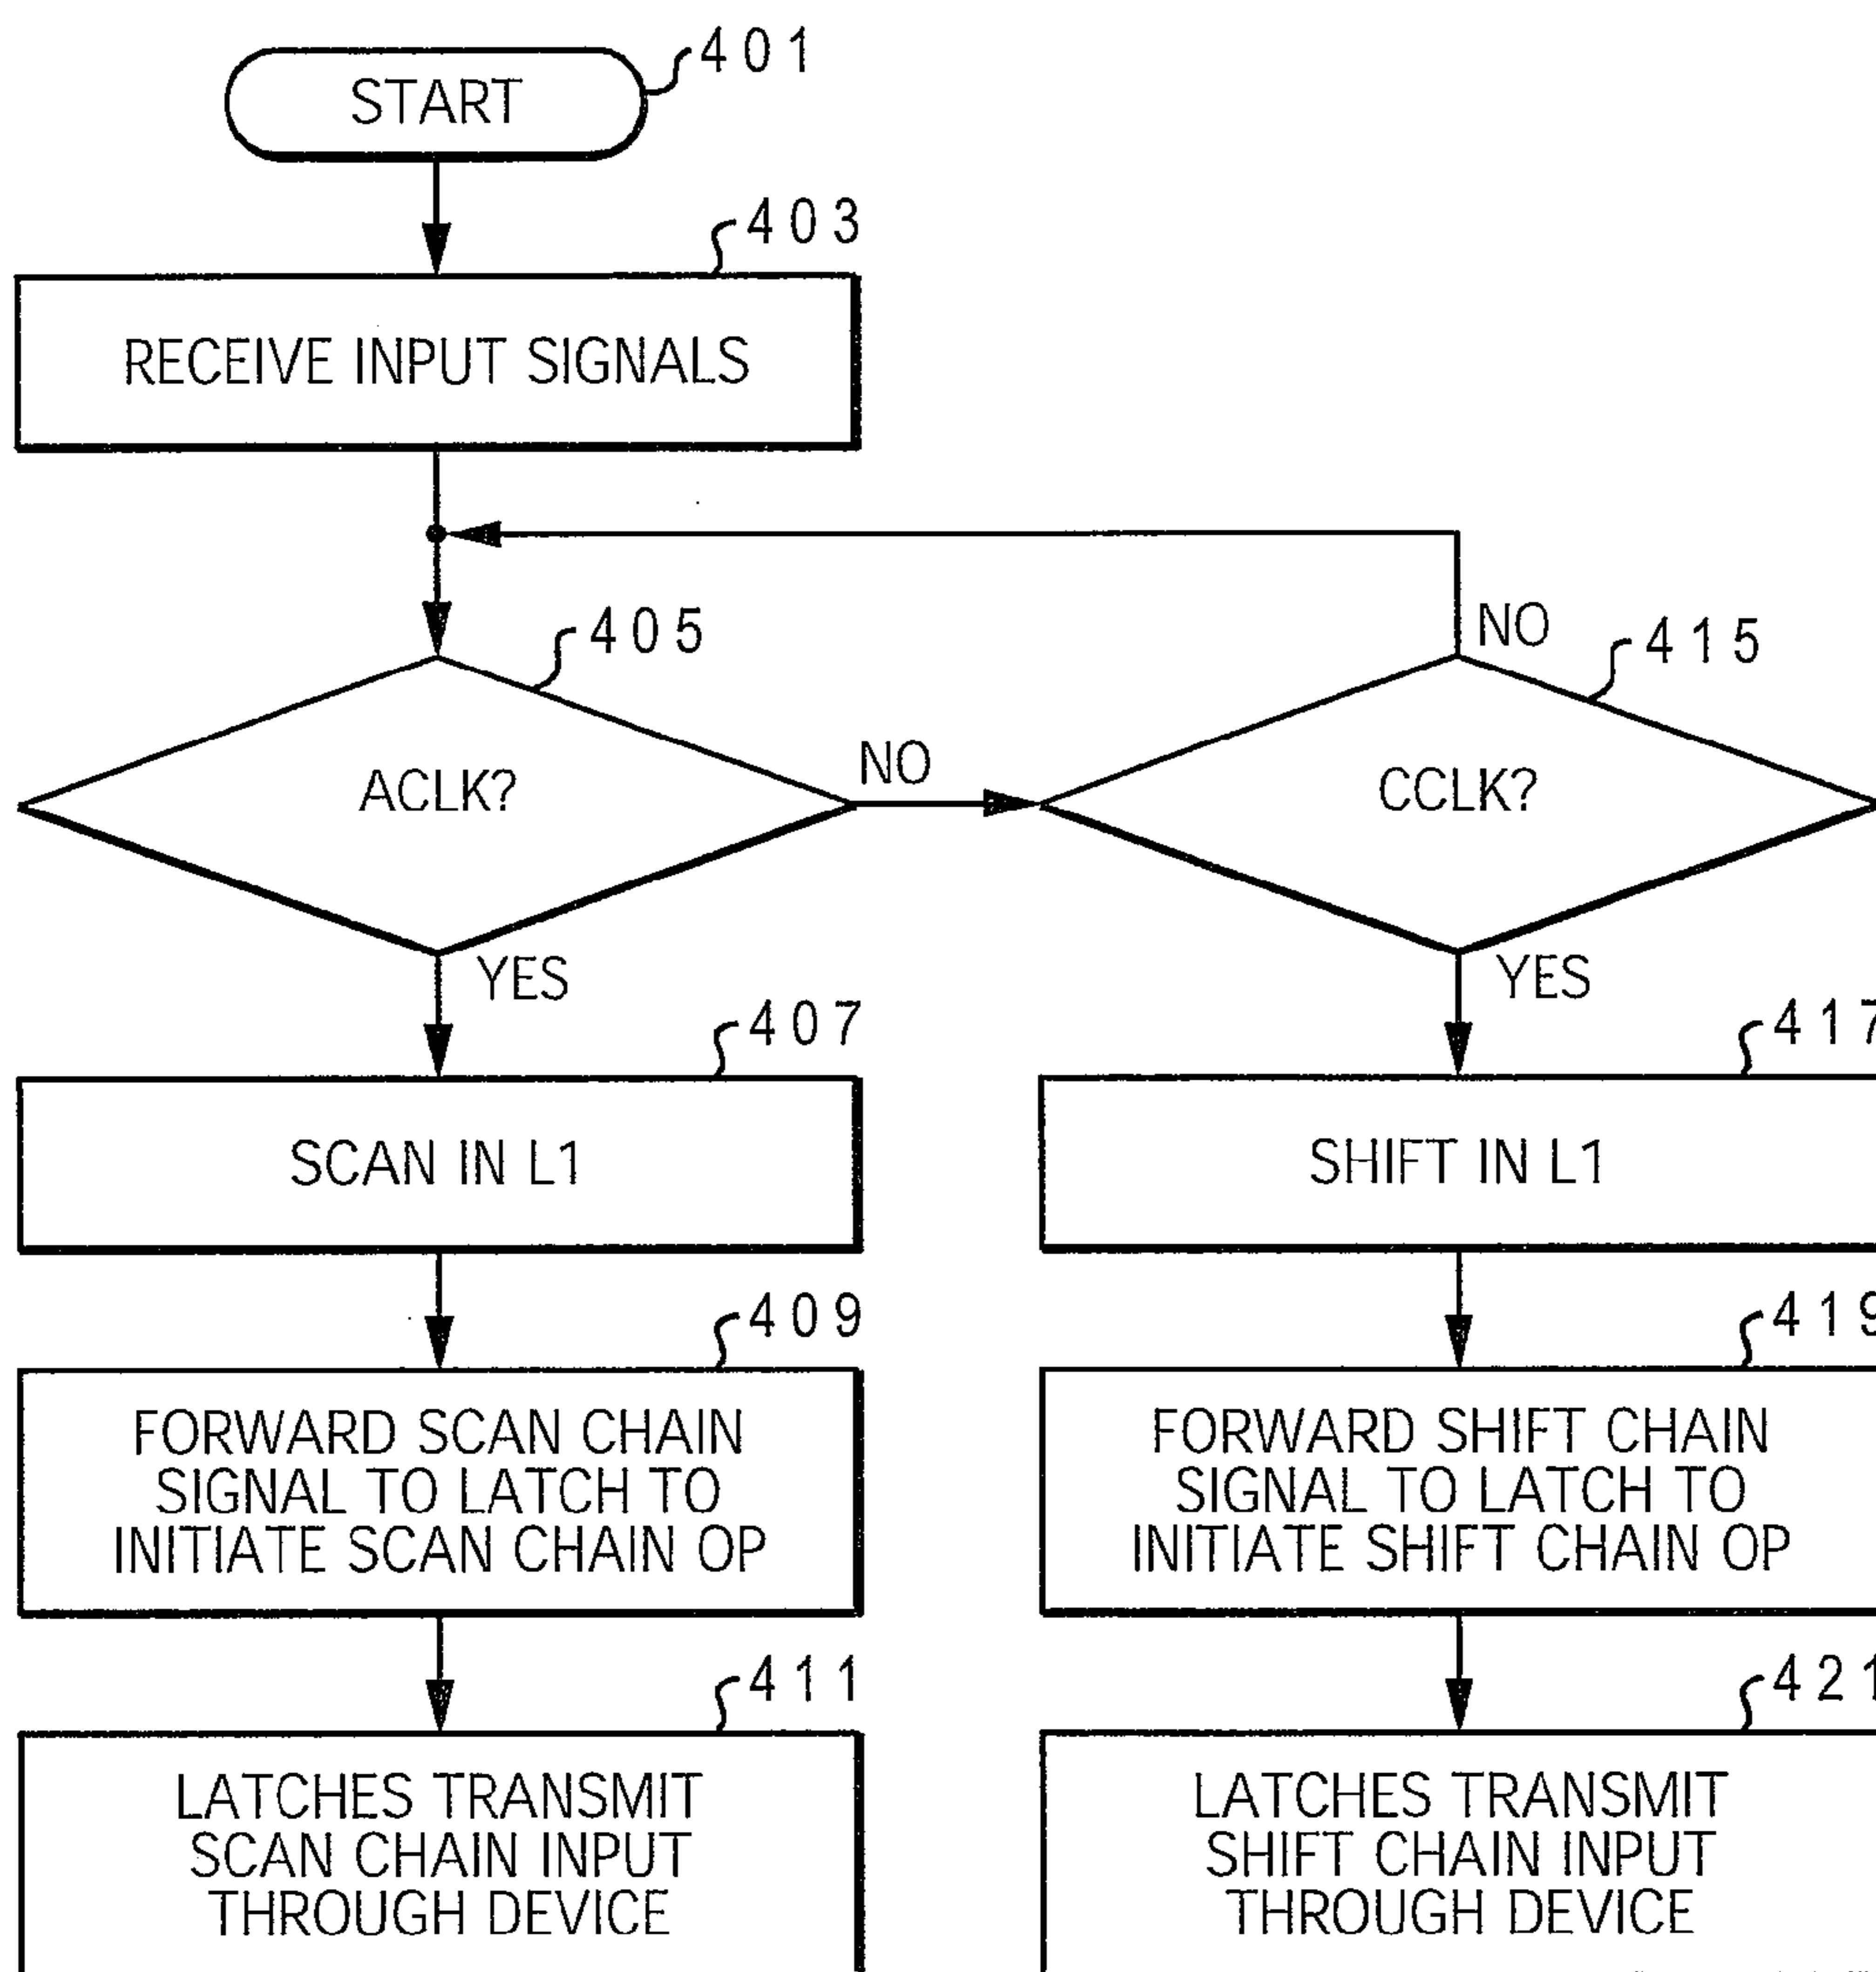 401
START
403
RECEIVE INPUT SIGNALS
405
ACLK?
NO
YES
415
NO
CCLK?
YES
407
SCAN IN L1
409
FORWARD SCAN CHAIN
SIGNAL TO LATCH TO
INITIATE SCAN CHAIN OP
411
LATCHES TRANSMIT
SCAN CHAIN INPUT
THROUGH DEVICE
417
SHIFT IN L1
419
FORWARD SHIFT CHAIN
SIGNAL TO LATCH TO
INITIATE SHIFT CHAIN OP
421
LATCHES TRANSMIT
SHIFT CHAIN INPUT
THROUGH DEVICE